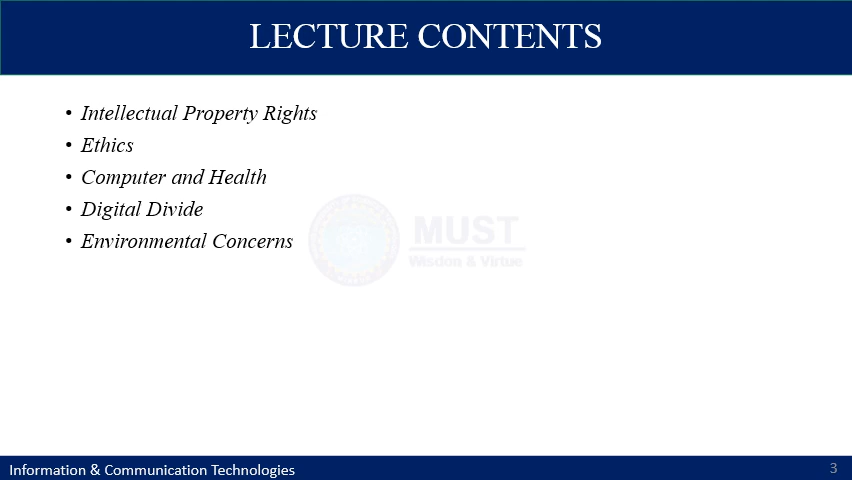 LECTURE CONTENTS
• Intellectual Property Rights
• Ethics
• Computer and Health
• Digital Divide
• Environmental Concerns
MUST
Wisdon & Virtue
Information & Communication Technologies
3